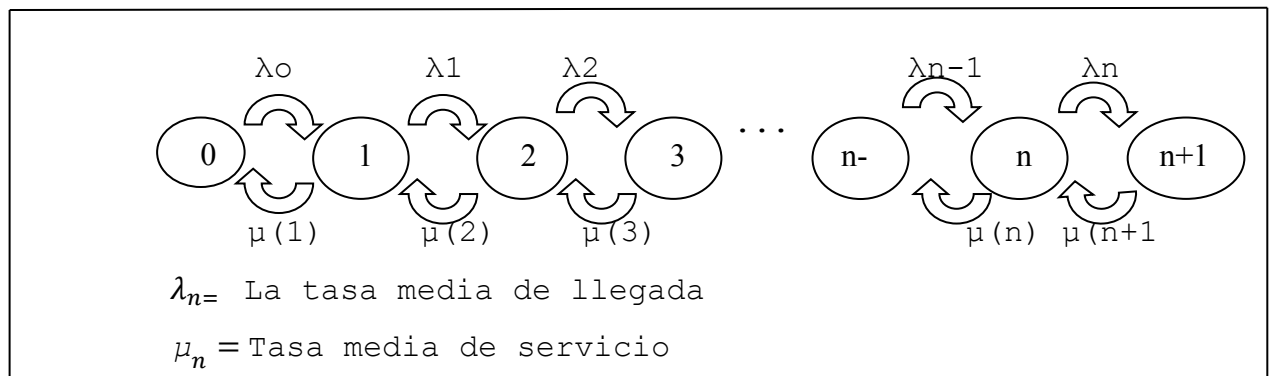 λo λ1 λ2 λn-1 λn
0 1 2 3 ... n- n n+1
μ(1) μ(2) μ(3) μ(n) μ(n+1
λn= La tasa media de llegada
μn = Tasa media de servicio